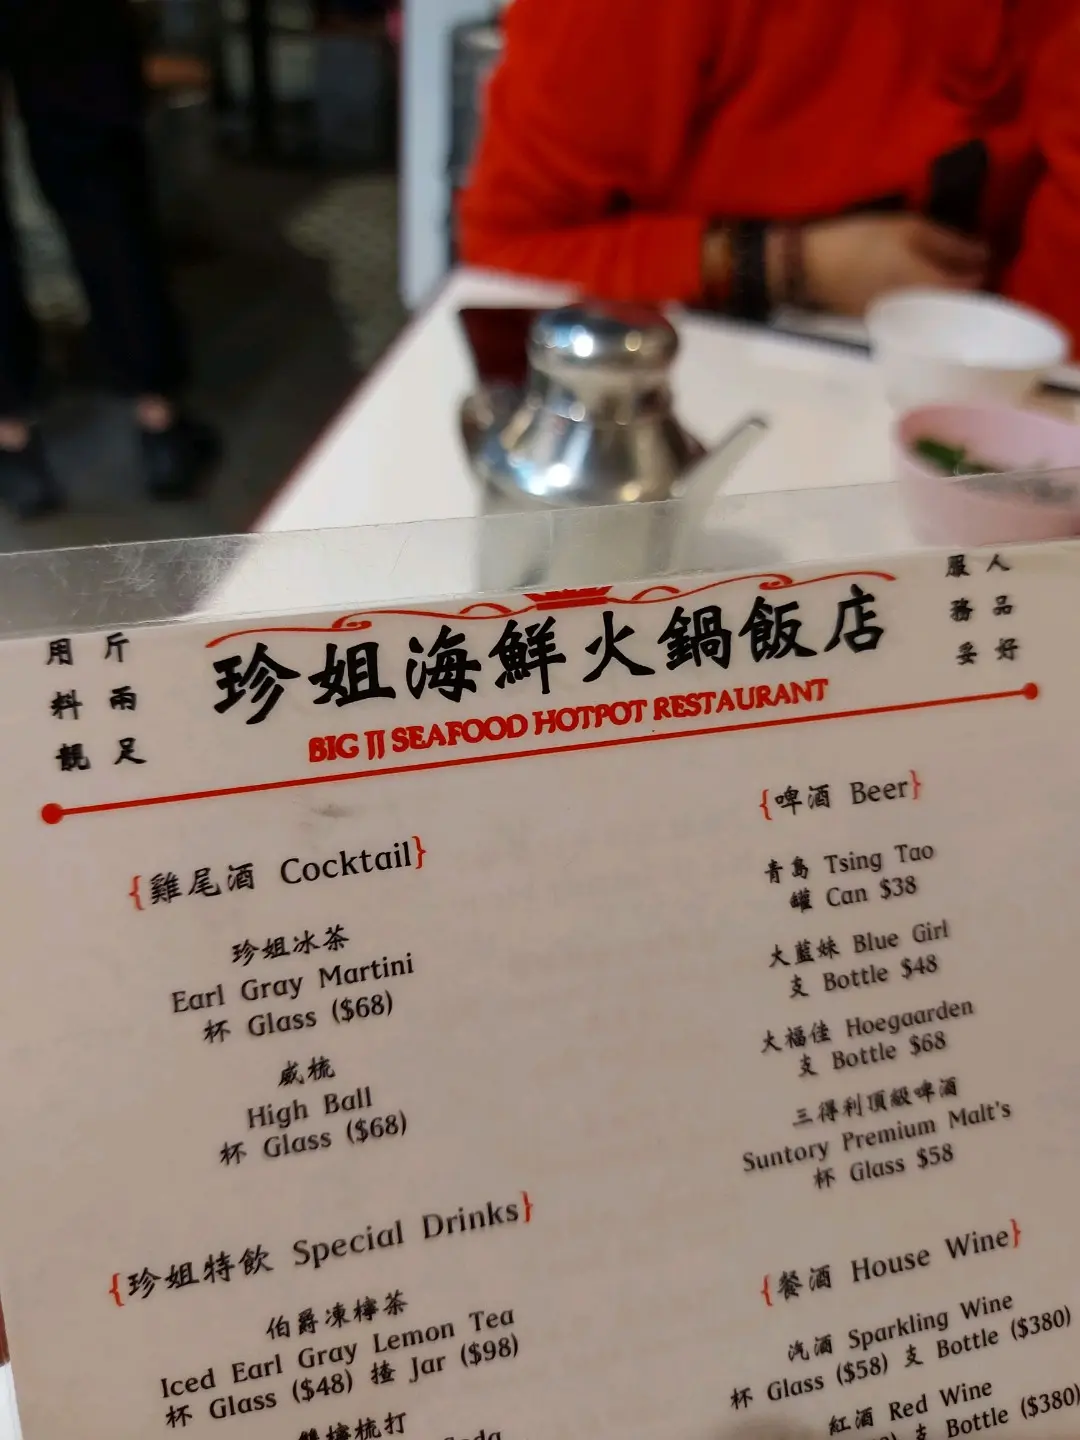 用料靚
斤兩足
珍姐海鮮火鍋飯店
BIG JJ SEAFOOD HOTPOT RESTAURANT
服務妥
人品好
{雞尾酒 Cocktail}
珍姐冰茶
Earl Gray Martini
杯 Glass ($68)
威梳
High Ball
杯 Glass ($68)
{珍姐特飲 Special Drinks}
伯爵凍檸茶
Iced Earl Gray Lemon Tea
杯 Glass ($48) 揸 Jar ($98)
雙檸梳打
{啤酒 Beer}
青島 Tsing Tao
罐 Can $38
大藍妹 Blue Girl
支 Bottle $48
大福佳 Hoegaarden
支 Bottle $68
三得利頂級啤酒
Suntory Premium Malt's
杯 Glass $58
{餐酒 House Wine}
汽酒 Sparkling Wine
杯 Glass ($58) 支 Bottle ($380)
紅酒 Red Wine
支 Bottle ($380)